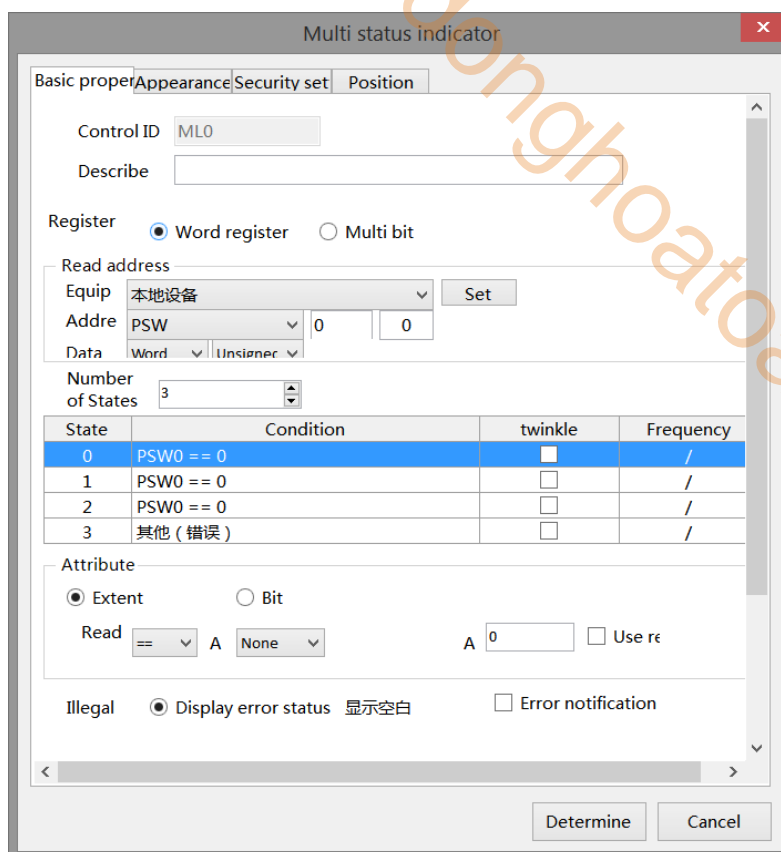 Multi status indicator
Basic proper Appearance Security set Position
Control ID ML0
Describe
Register Word register Multi bit
Read address
Equip 本地设备 Set
Addre PSW 0 0
Data Word Unsigned
Number
of States 3
State Condition twinkle Frequency
0 PSW0 == 0 /
1 PSW0 == 0 /
2 PSW0 == 0 /
3 其他（错误） /
Attribute
Extent Bit
Read == A None A 0 Use re
Illegal Display error status 显示空白 Error notification
Determine Cancel